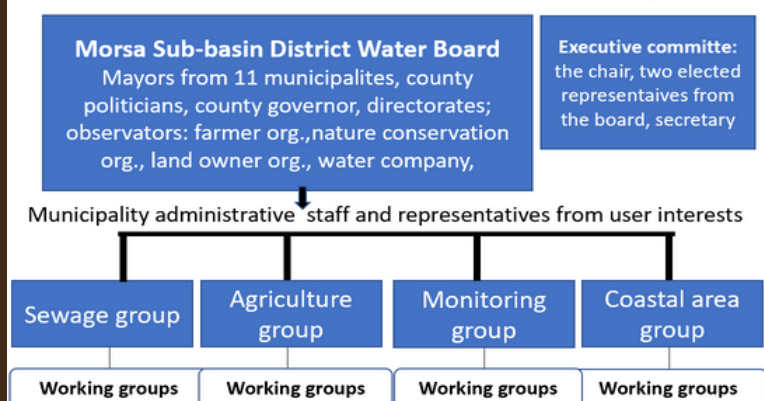 Morsa Sub-basin District Water Board
Mayors from 11 municipalites, county
politicians, county governor, directorates;
observators: farmer org.,nature conservation
org., land owner org., water company,
Executive committe:
the chair, two elected
representaives from
the board, secretary
Municipality administrative staff and representatives from user interests
Sewage group
Agriculture
group
Monitoring
group
Coastal area
group
Working groups
Working groups
Working groups
Working groups